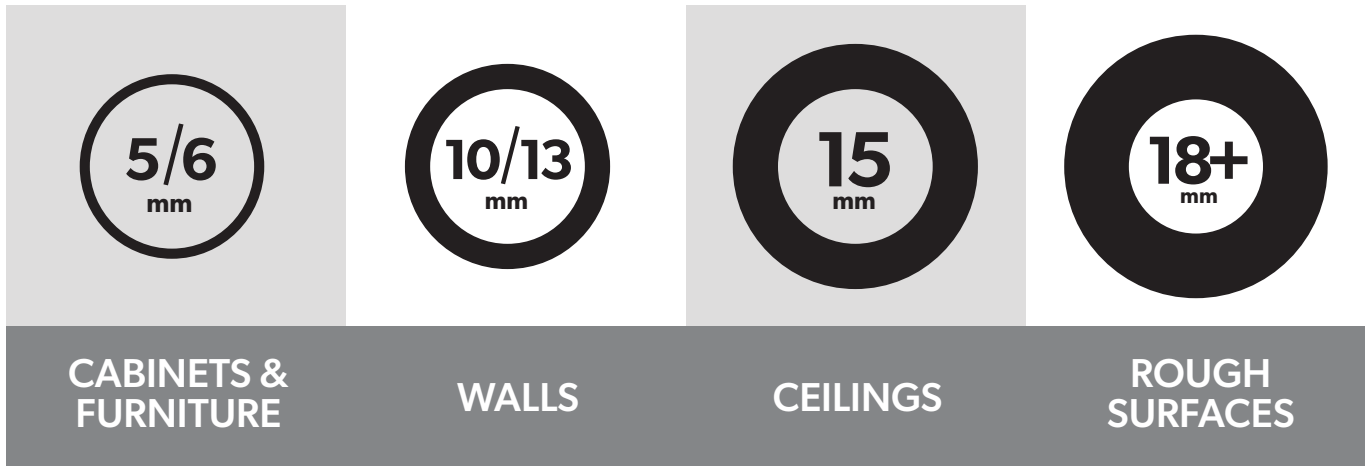 5/6
mm
10/13
mm
15
mm
18+
mm
CABINETS &
FURNITURE
WALLS
CEILINGS
ROUGH
SURFACES